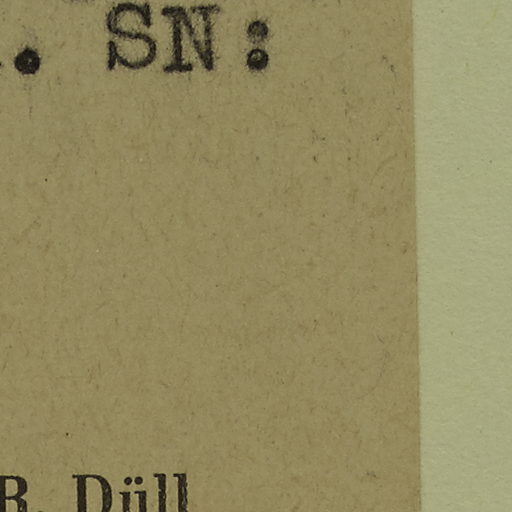 . SN:
R. Düll